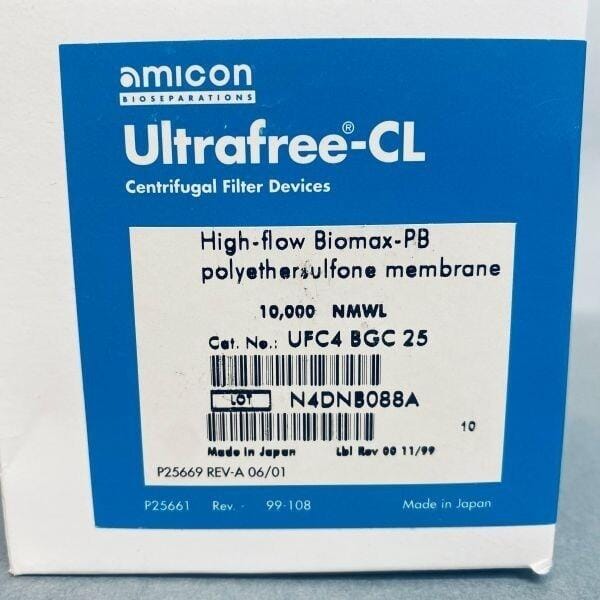 amicon
BIOSEPARATIONS
Ultrafree®-CL
Centrifugal Filter Devices
High-flow Biomax-PB
polyethersulfone membrane
10,000 NMWL
Cat. No.: UFC4 BGC 25
LOT N4DNB088A
10
Made in Japan Lbl Rev 00 11/99
P25669 REV-A 06/01
P25661 Rev. - 99-108 Made in Japan